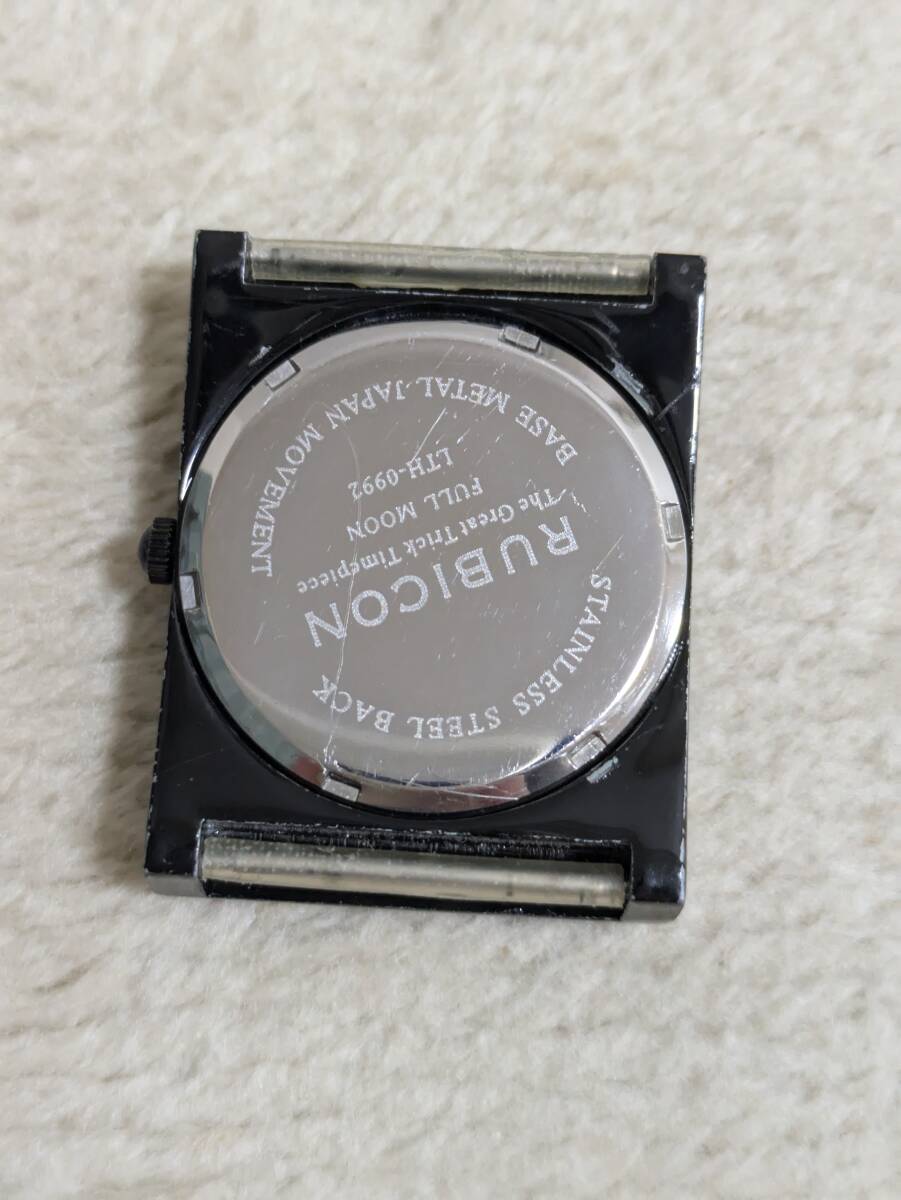 STAINLESS STEEL BACK
RUBICON
The Great Trick Timepiece
FULL MOON
LTH-0992
BASE METAL JAPAN MOVEMENT